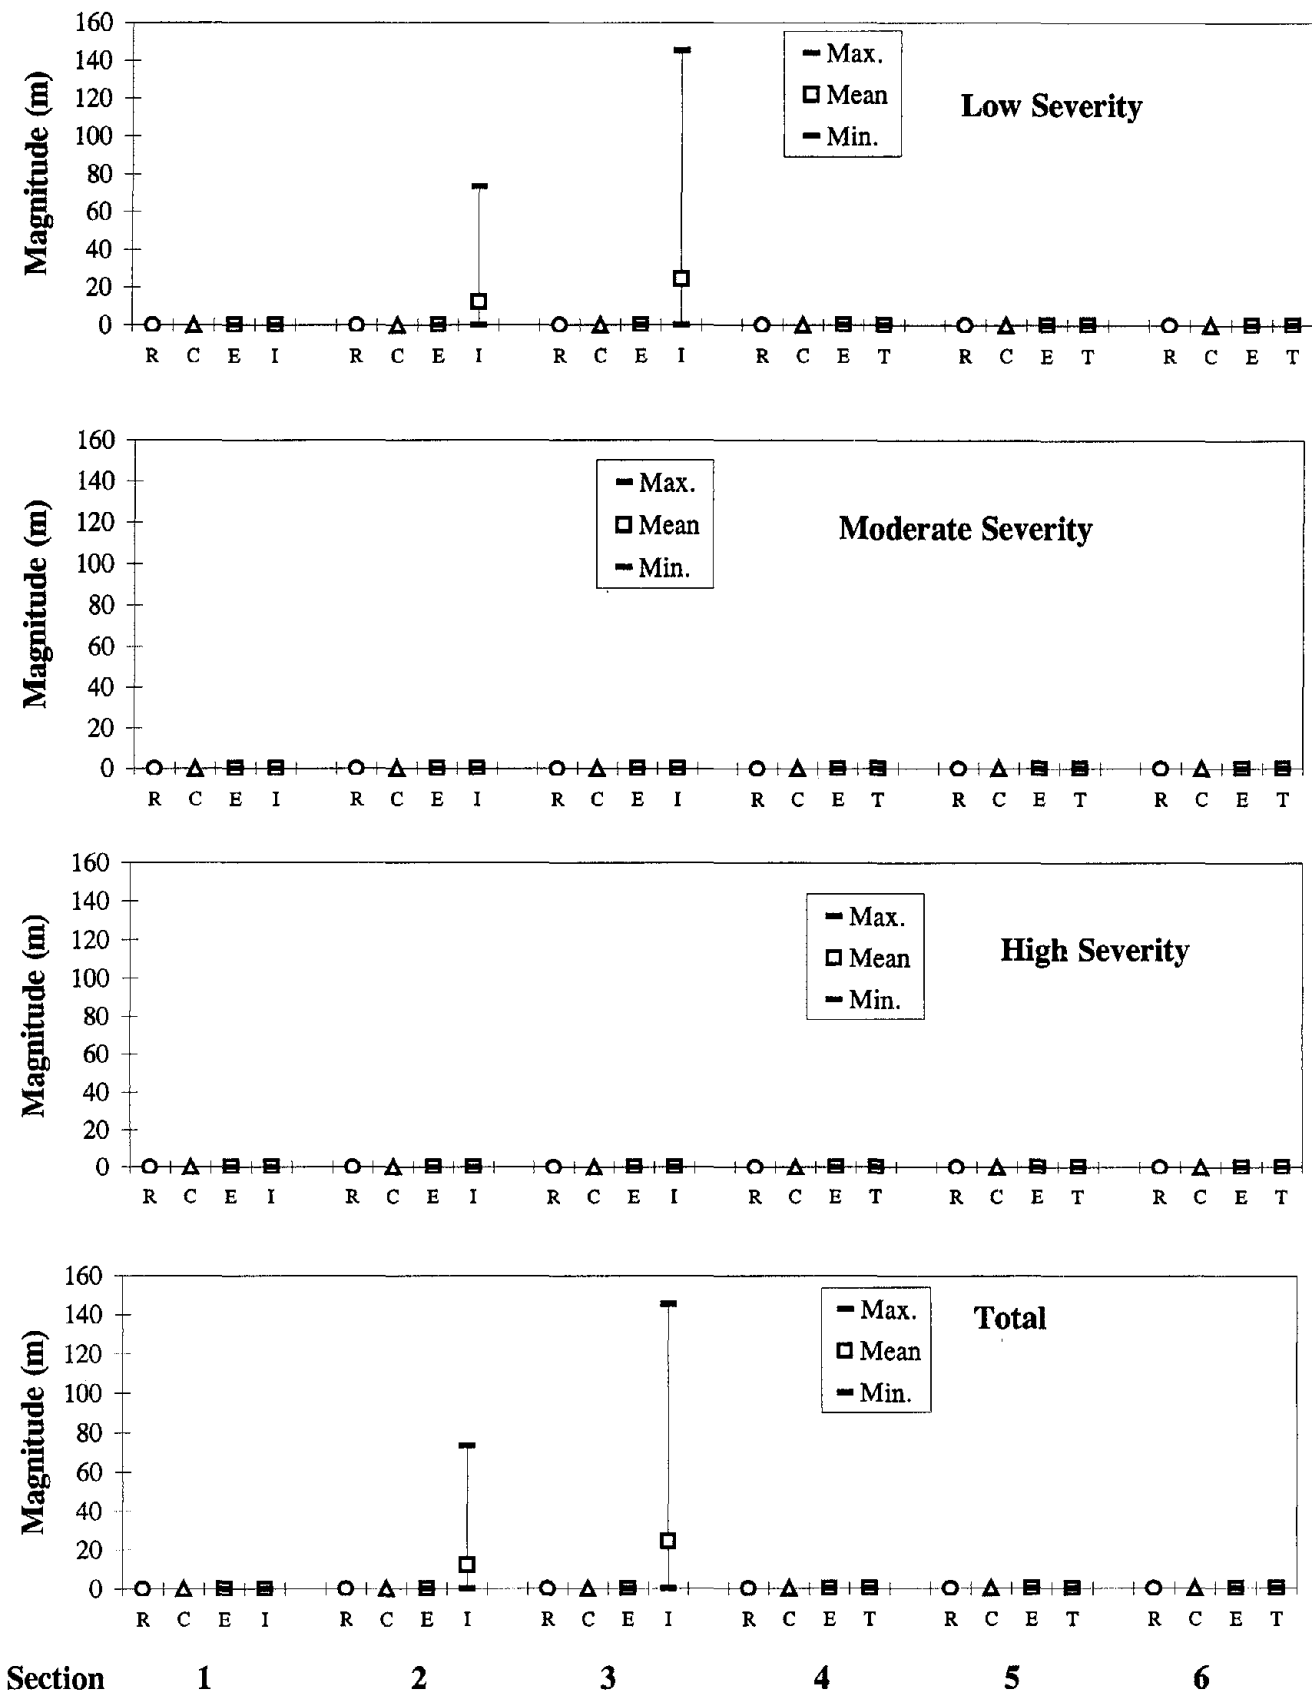 160
140
120
100
80
60
40
20
0
Magnitude (m)
Max.
Mean
Min.
Low Severity
R C E I R C E I R C E I R C E T R C E T R C E T
160
140
120
100
80
60
40
20
0
Magnitude (m)
Max.
Mean
Min.
Moderate Severity
R C E I R C E I R C E I R C E T R C E T R C E T
160
140
120
100
80
60
40
20
0
Magnitude (m)
Max.
Mean
Min.
High Severity
R C E I R C E I R C E I R C E T R C E T R C E T
160
140
120
100
80
60
40
20
0
Magnitude (m)
Max.
Mean
Min.
Total
R C E I R C E I R C E I R C E T R C E T R C E T
Section 1 2 3 4 5 6